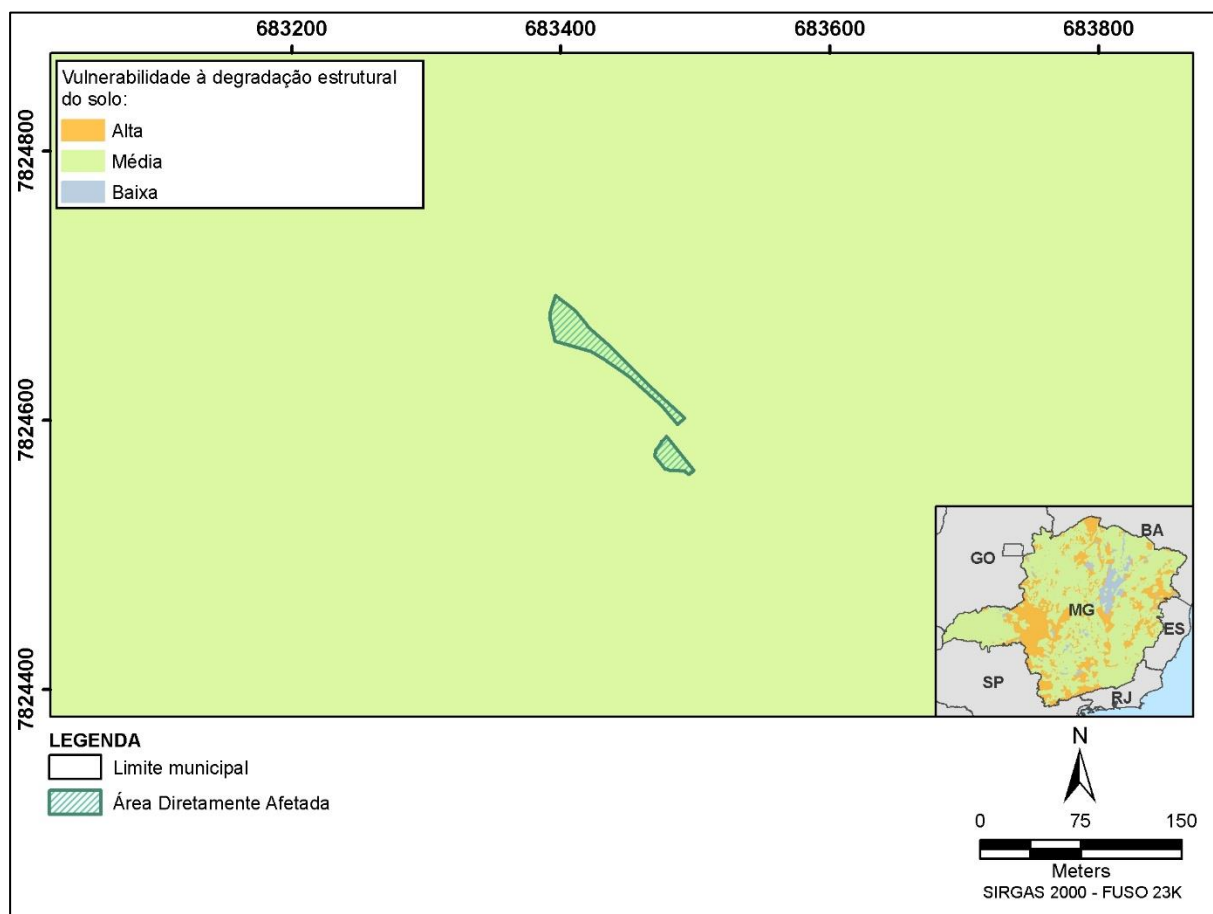 683200
683400
683600
683800
7824800
7824600
7824400
Vulnerabilidade à degradação estrutural
do solo:
Alta
Média
Baixa
BA
GO
MG
ES
SP
RJ
LEGENDA
Limite municipal
Área Diretamente Afetada
N
0 75 150
Meters
SIRGAS 2000 - FUSO 23K